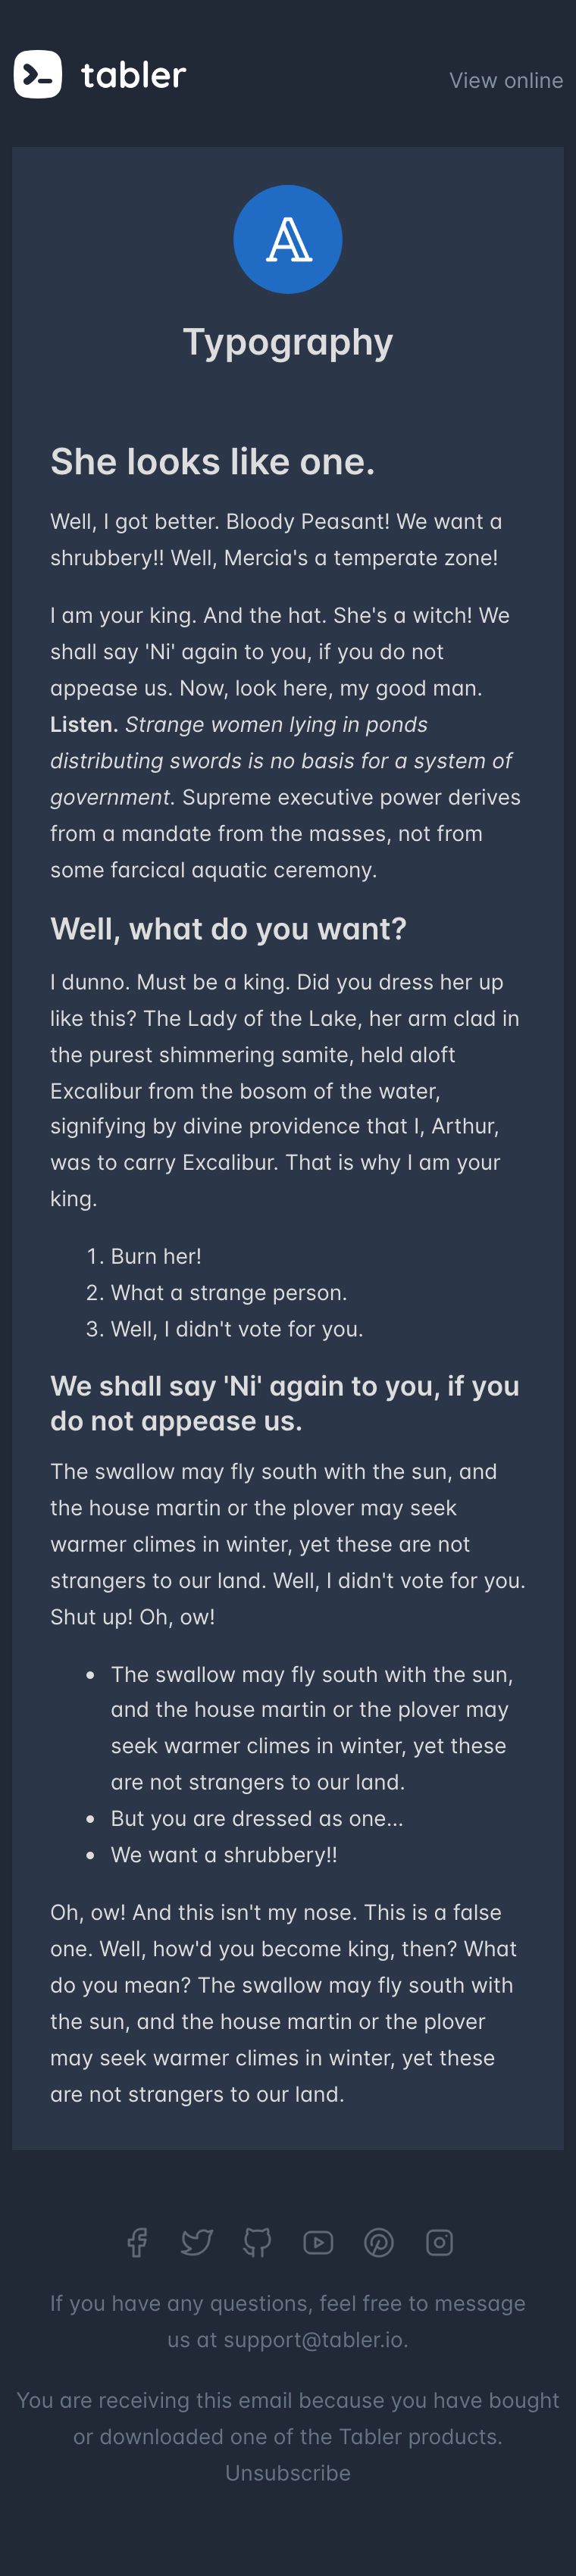 tabler
View online
𝔸
Typography
She looks like one.
Well, I got better. Bloody Peasant! We want a
shrubbery!! Well, Mercia's a temperate zone!
I am your king. And the hat. She's a witch! We
shall say 'Ni' again to you, if you do not
appease us. Now, look here, my good man.
Listen. Strange women lying in ponds
distributing swords is no basis for a system of
government. Supreme executive power derives
from a mandate from the masses, not from
some farcical aquatic ceremony.
Well, what do you want?
I dunno. Must be a king. Did you dress her up
like this? The Lady of the Lake, her arm clad in
the purest shimmering samite, held aloft
Excalibur from the bosom of the water,
signifying by divine providence that I, Arthur,
was to carry Excalibur. That is why I am your
king.
1. Burn her!
2. What a strange person.
3. Well, I didn't vote for you.
We shall say 'Ni' again to you, if you
do not appease us.
The swallow may fly south with the sun, and
the house martin or the plover may seek
warmer climes in winter, yet these are not
strangers to our land. Well, I didn't vote for you.
Shut up! Oh, ow!
• The swallow may fly south with the sun,
and the house martin or the plover may
seek warmer climes in winter, yet these
are not strangers to our land.
• But you are dressed as one...
• We want a shrubbery!!
Oh, ow! And this isn't my nose. This is a false
one. Well, how'd you become king, then? What
do you mean? The swallow may fly south with
the sun, and the house martin or the plover
may seek warmer climes in winter, yet these
are not strangers to our land.
If you have any questions, feel free to message
us at support@tabler.io.
You are receiving this email because you have bought
or downloaded one of the Tabler products.
Unsubscribe